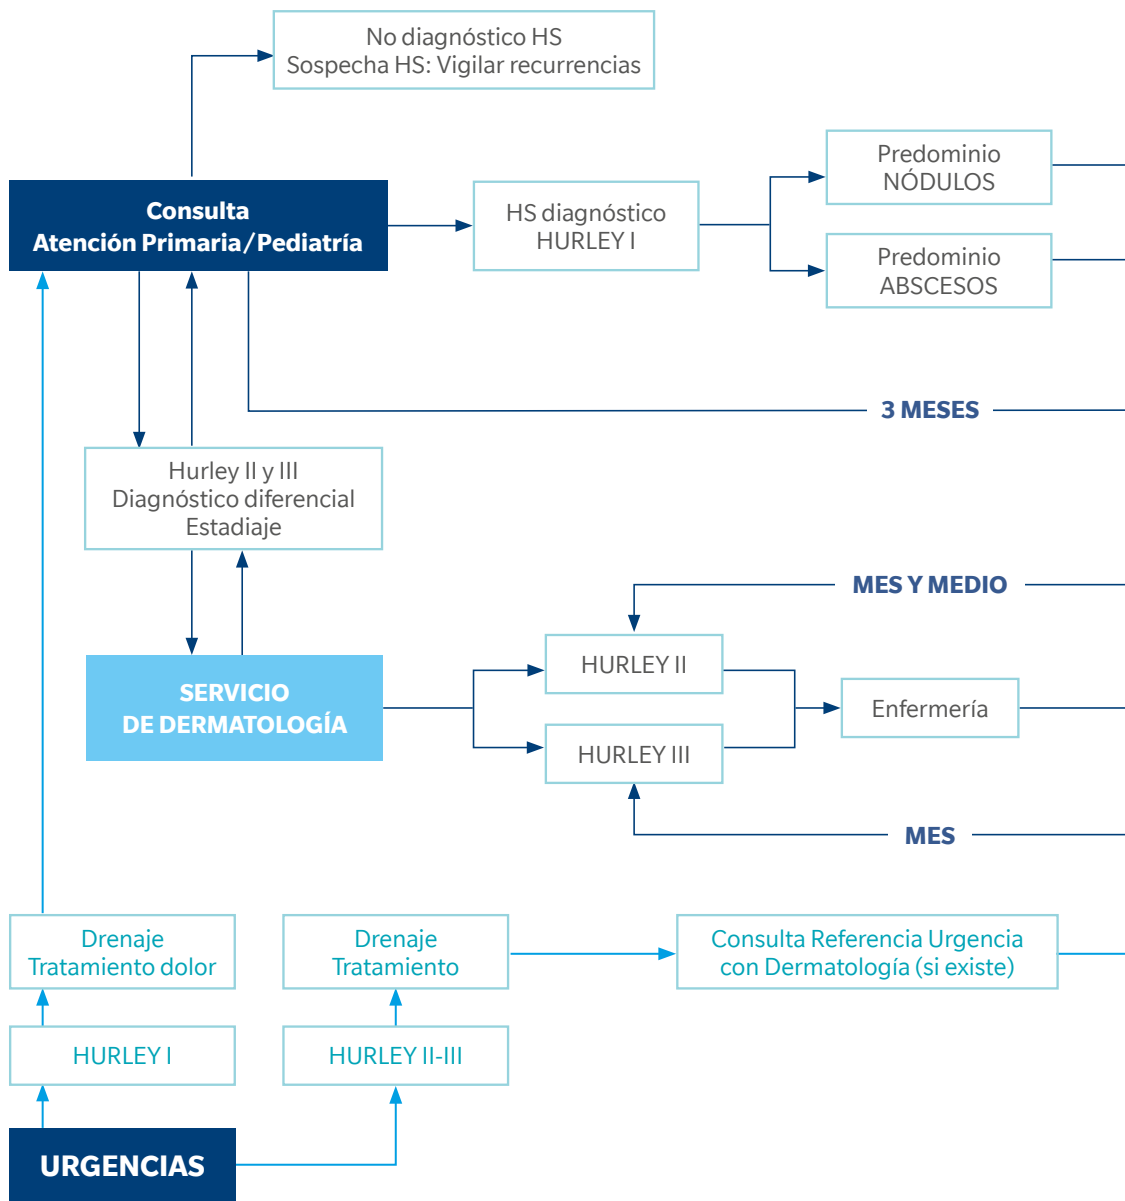 No diagnóstico HS
Sospecha HS: Vigilar recurrencias
Consulta
Atención Primaria/Pediatría
HS diagnóstico
HURLEY I
Predominio
NÓDULOS
Predominio
ABSCESOS
3 MESES
Hurley II y III
Diagnóstico diferencial
Estadiaje
MES Y MEDIO
SERVICIO
DE DERMATOLOGÍA
HURLEY II
HURLEY III
Enfermería
MES
Drenaje
Tratamiento dolor
Drenaje
Tratamiento
Consulta Referencia Urgencia
con Dermatología (si existe)
HURLEY I
HURLEY II-III
URGENCIAS